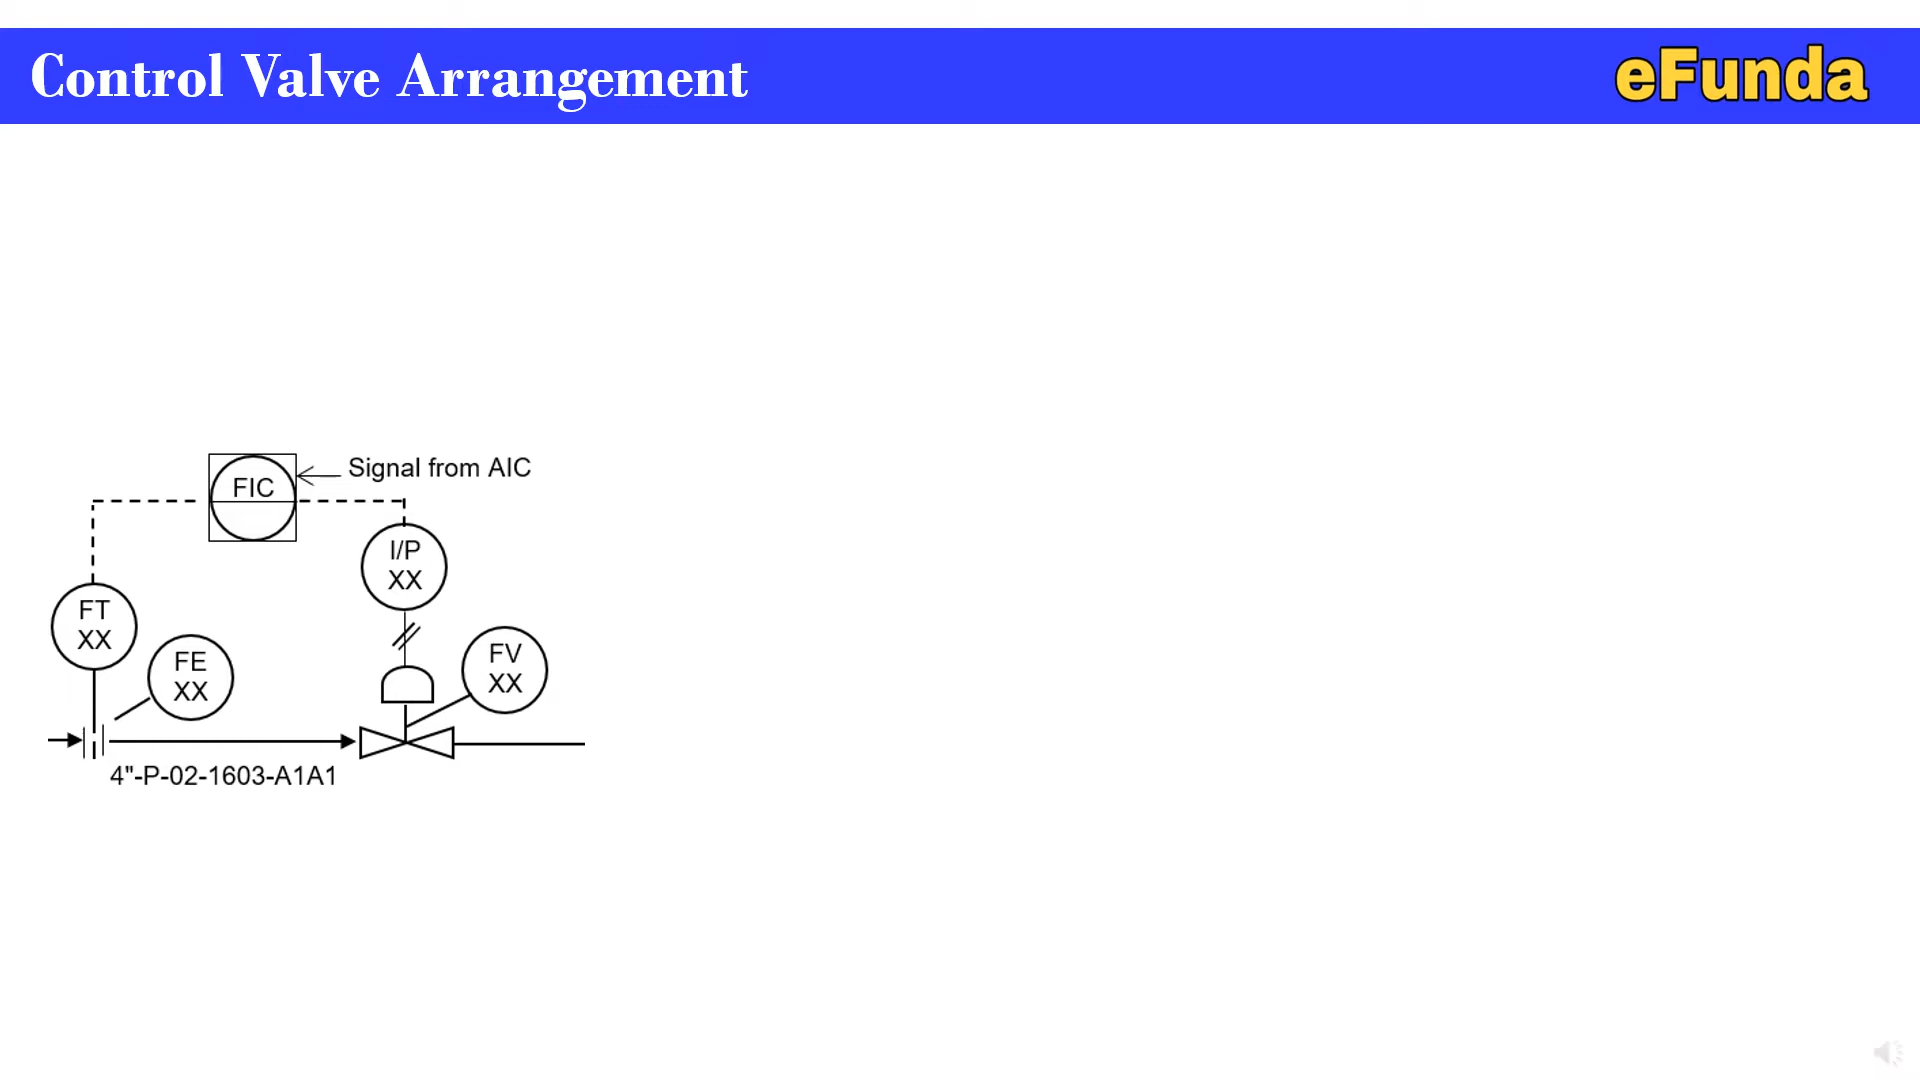 Control Valve Arrangement
eFunda
Signal from AIC
FIC
I/P
XX
FT
XX
FE
XX
FV
XX
4"-P-02-1603-A1A1